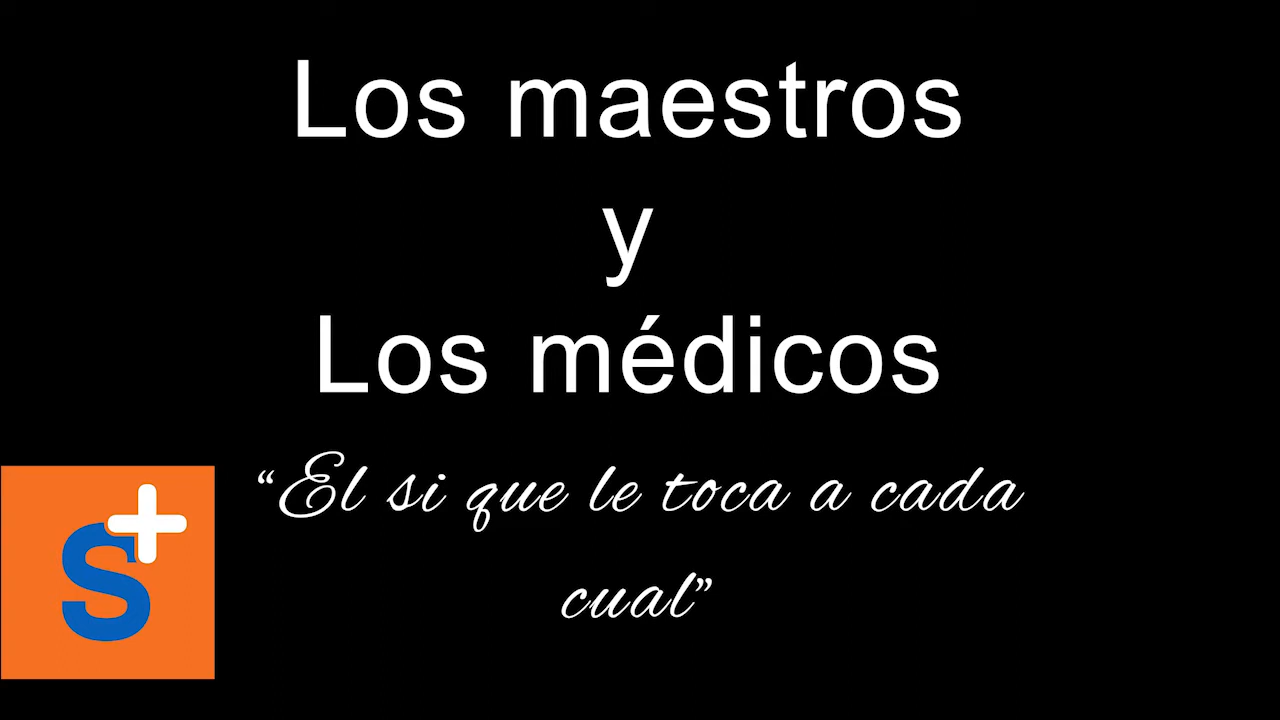 Los maestros
y
Los médicos
“El si que le toca a cada
cual”
S+